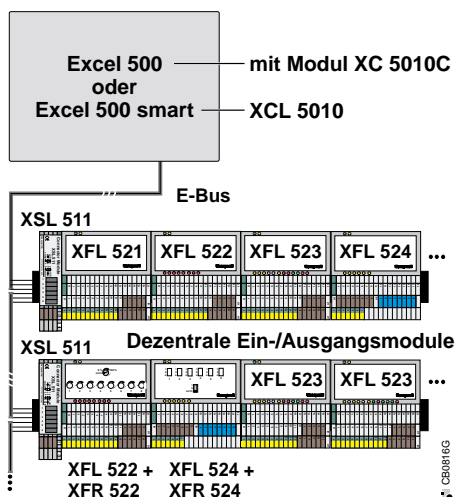 Excel 500 mit Modul XC 5010C
oder
Excel 500 smart XCL 5010
E-Bus
XSL 511
XFL 521 XFL 522 XFL 523 XFL 524 ...
XSL 511 Dezentrale Ein-/Ausgangsmodule
XFL 523 XFL 523 ...
XFL 522 + XFL 524 +
XFR 522 XFR 524
CB0816G